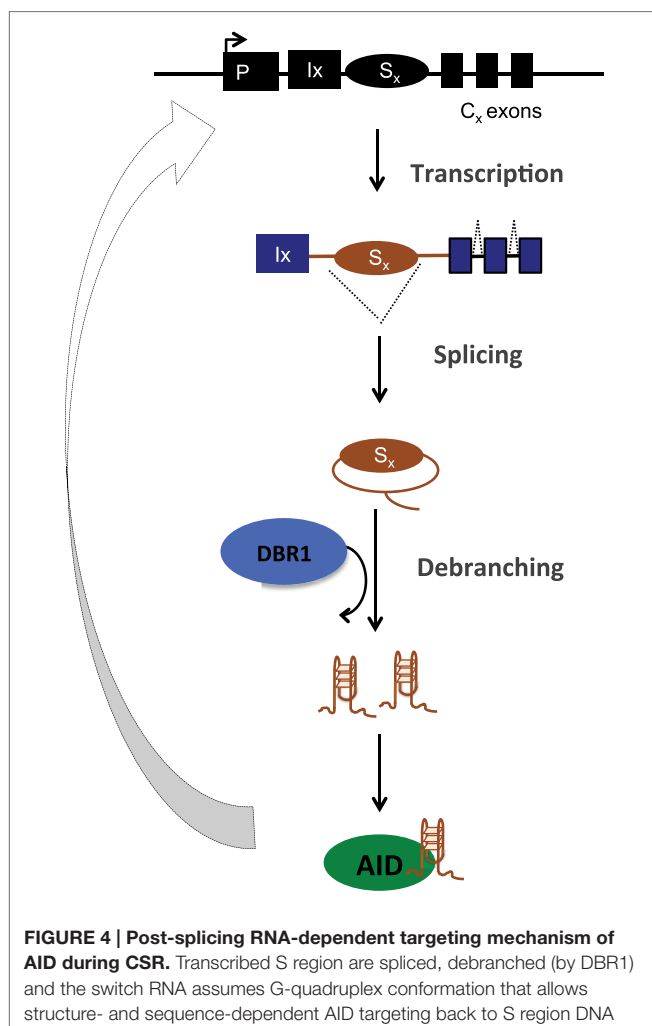 P Ix Sx
Cx exons
Transcription
Ix Sx
Splicing
Sx
DBR1
Debranching
AID
FIGURE 4 | Post-splicing RNA-dependent targeting mechanism of
AID during CSR. Transcribed S region are spliced, debranched (by DBR1)
and the switch RNA assumes G-quadruplex conformation that allows
structure- and sequence-dependent AID targeting back to S region DNA